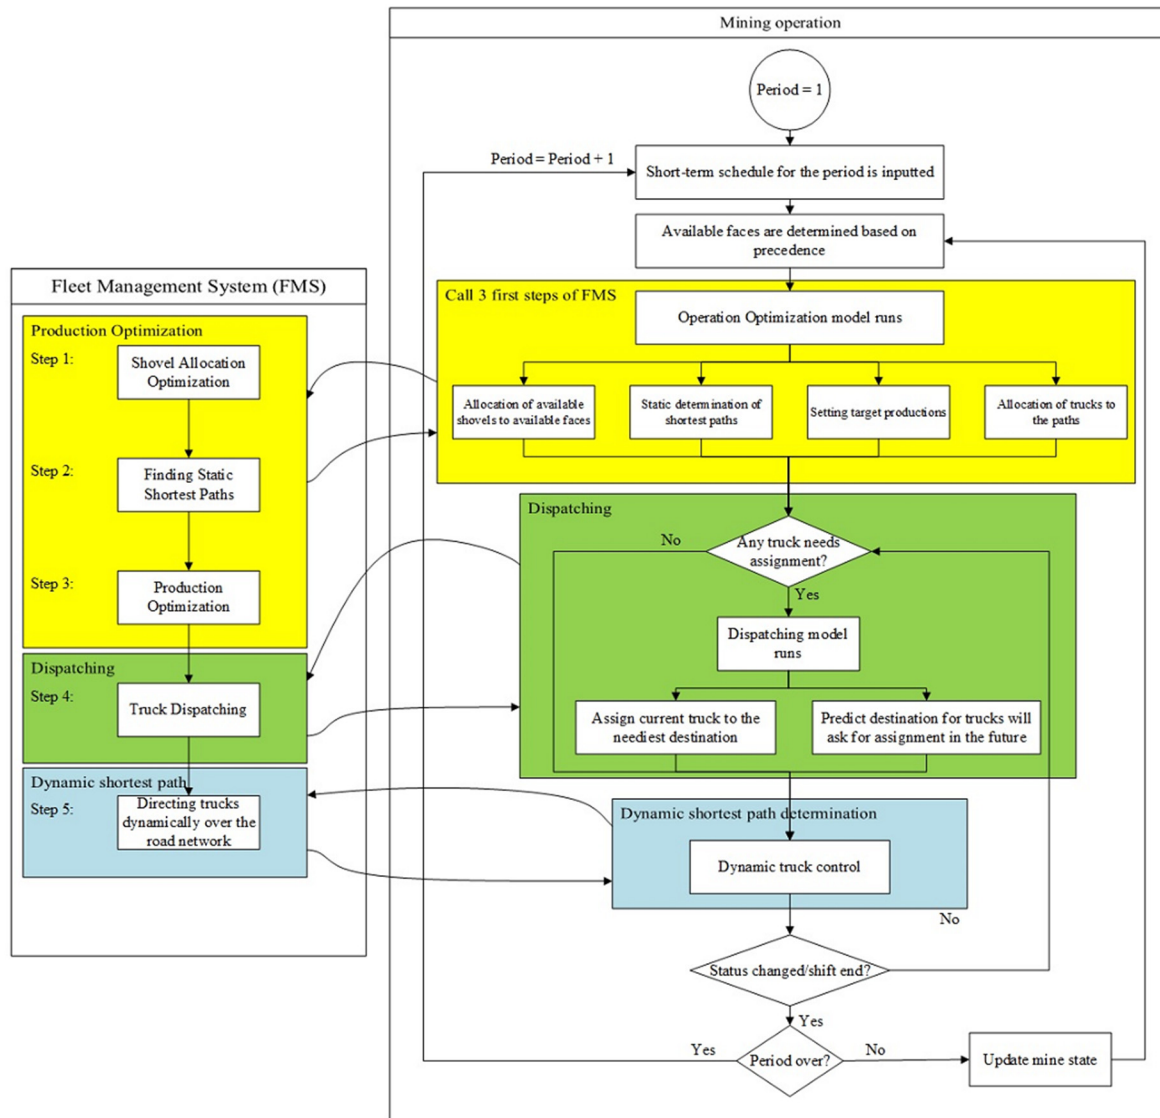 Mining operation
Period = 1
Period = Period + 1
Short-term schedule for the period is inputted
Available faces are determined based on
precedence
Fleet Management System (FMS)
Production Optimization
Step 1:
Shovel Allocation
Optimization
Step 2:
Finding Static
Shortest Paths
Step 3:
Production
Optimization
Dispatching
Step 4:
Truck Dispatching
Dynamic shortest path
Step 5:
Directing trucks
dynamically over the
road network
Call 3 first steps of FMS
Operation Optimization model runs
Allocation of available
shovels to available faces
Static determination of
shortest paths
Setting target productions
Allocation of trucks to
the paths
Dispatching
No
Any truck needs
assignment?
Yes
Dispatching model
runs
Assign current truck to the
neediest destination
Predict destination for trucks will
ask for assignment in the future
Dynamic shortest path determination
Dynamic truck control
No
Status changed/shift end?
Yes
Yes
Period over?
No
Update mine state